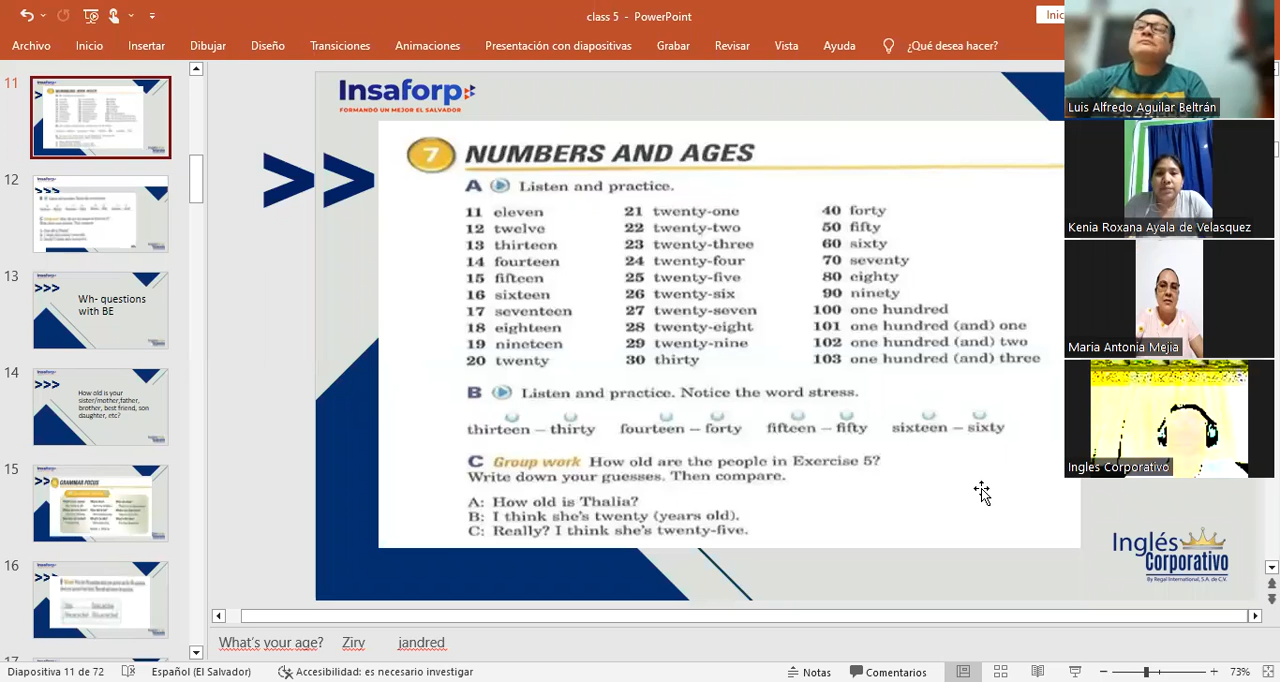 class 5 - PowerPoint
Inic
Archivo Inicio Insertar Dibujar Diseño Transiciones Animaciones Presentación con diapositivas Grabar Revisar Vista Ayuda ¿Qué desea hacer?
11
NUMBERS AND AGES
12
13
Wh- questions
with BE
14
How old is your
sister/mother,father,
brother, best friend, son
daughter, etc?
15
GRAMMAR FOCUS
16
17
Insaforp
FORMANDO UN MEJOR EL SALVADOR
>>
7 NUMBERS AND AGES
A Listen and practice.
11 eleven 21 twenty-one 40 forty
12 twelve 22 twenty-two 50 fifty
13 thirteen 23 twenty-three 60 sixty
14 fourteen 24 twenty-four 70 seventy
15 fifteen 25 twenty-five 80 eighty
16 sixteen 26 twenty-six 90 ninety
17 seventeen 27 twenty-seven 100 one hundred
18 eighteen 28 twenty-eight 101 one hundred (and) one
19 nineteen 29 twenty-nine 102 one hundred (and) two
20 twenty 30 thirty 103 one hundred (and) three
B Listen and practice. Notice the word stress.
thirteen – thirty fourteen – forty fifteen – fifty sixteen – sixty
C Group work How old are the people in Exercise 5?
Write down your guesses. Then compare.
A: How old is Thalia?
B: I think she's twenty (years old).
C: Really? I think she's twenty-five.
Inglés
Corporativo
By Regal International, S.A. de C.V.
Luis Alfredo Aguilar Beltrán
Kenia Roxana Ayala de Velasquez
Maria Antonia Mejia
Ingles Corporativo
What's your age? Ziry jandred
Diapositiva 11 de 72 Español (El Salvador) Accesibilidad: es necesario investigar Notas Comentarios 73%